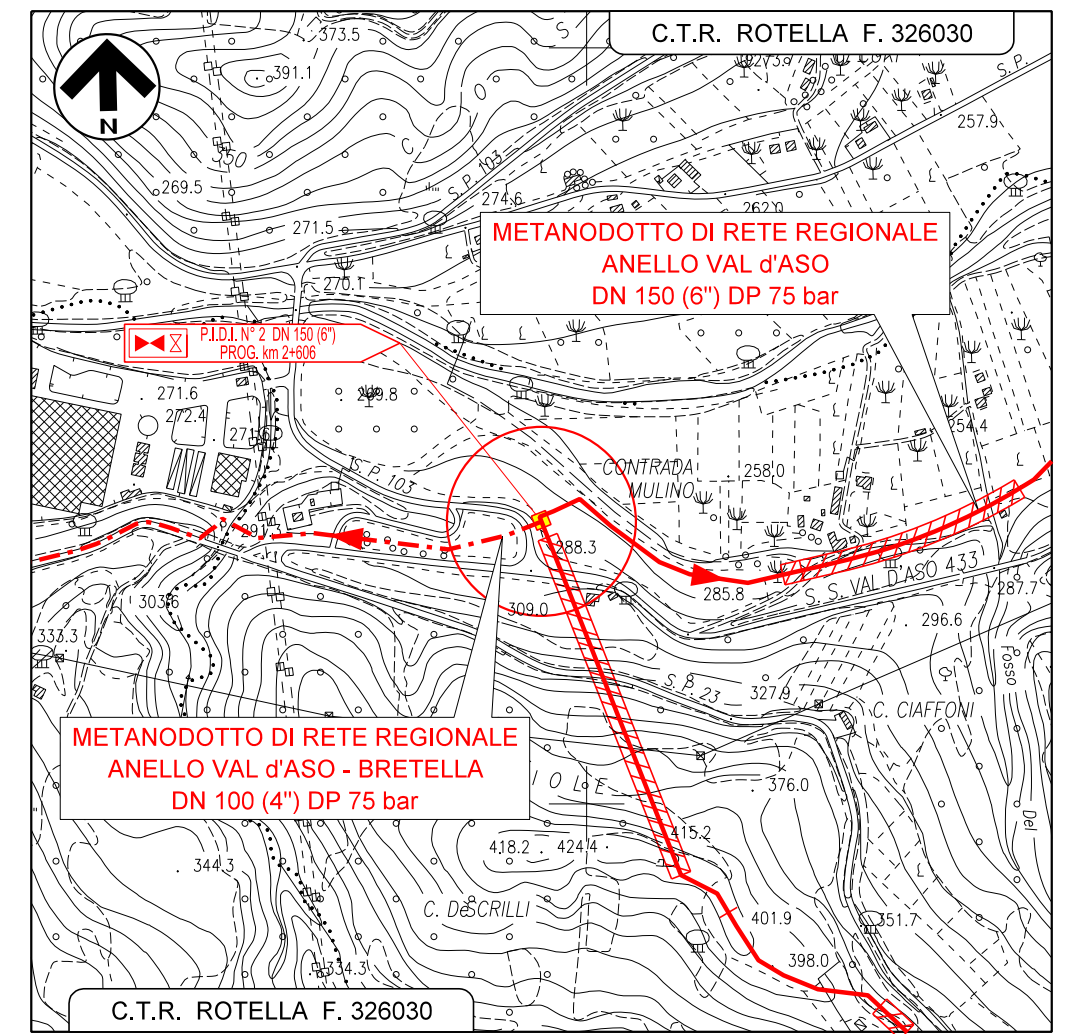 C.T.R. ROTELLA F. 326030
N
373.5
391.1
S.P.
257.9
350
S.P. 103
269.5
274.6
262.0
271.5
270.1
METANODOTTO DI RETE REGIONALE
ANELLO VAL d'ASO
DN 150 (6") DP 75 bar
P.I.D.I. N° 2 DN 150 (6")
PROG. km 2+606
271.6
272.4
269.8
254.4
CONTRADA
MULINO
258.0
S.P. 103
288.3
285.8
S.S. VAL D'ASO 433
287.7
303.6
309.0
296.6
333.3
Fosso
S.P. 23
327.9
C. CIAFFONI
METANODOTTO DI RETE REGIONALE
ANELLO VAL d'ASO - BRETELLA
DN 100 (4") DP 75 bar
O L E
376.0
Del
415.2
418.2
424.4
344.3
C. DeSCRILLI
401.9
351.7
398.0
334.3
C.T.R. ROTELLA F. 326030